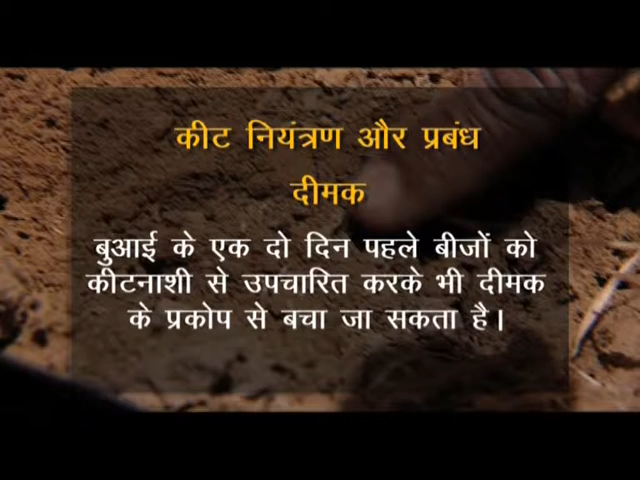 कीट नियंत्रण और प्रबंध
दीमक
बुआई के एक दो दिन पहले बीजों को
कीटनाशी से उपचारित करके भी दीमक
के प्रकोप से बचा जा सकता है।